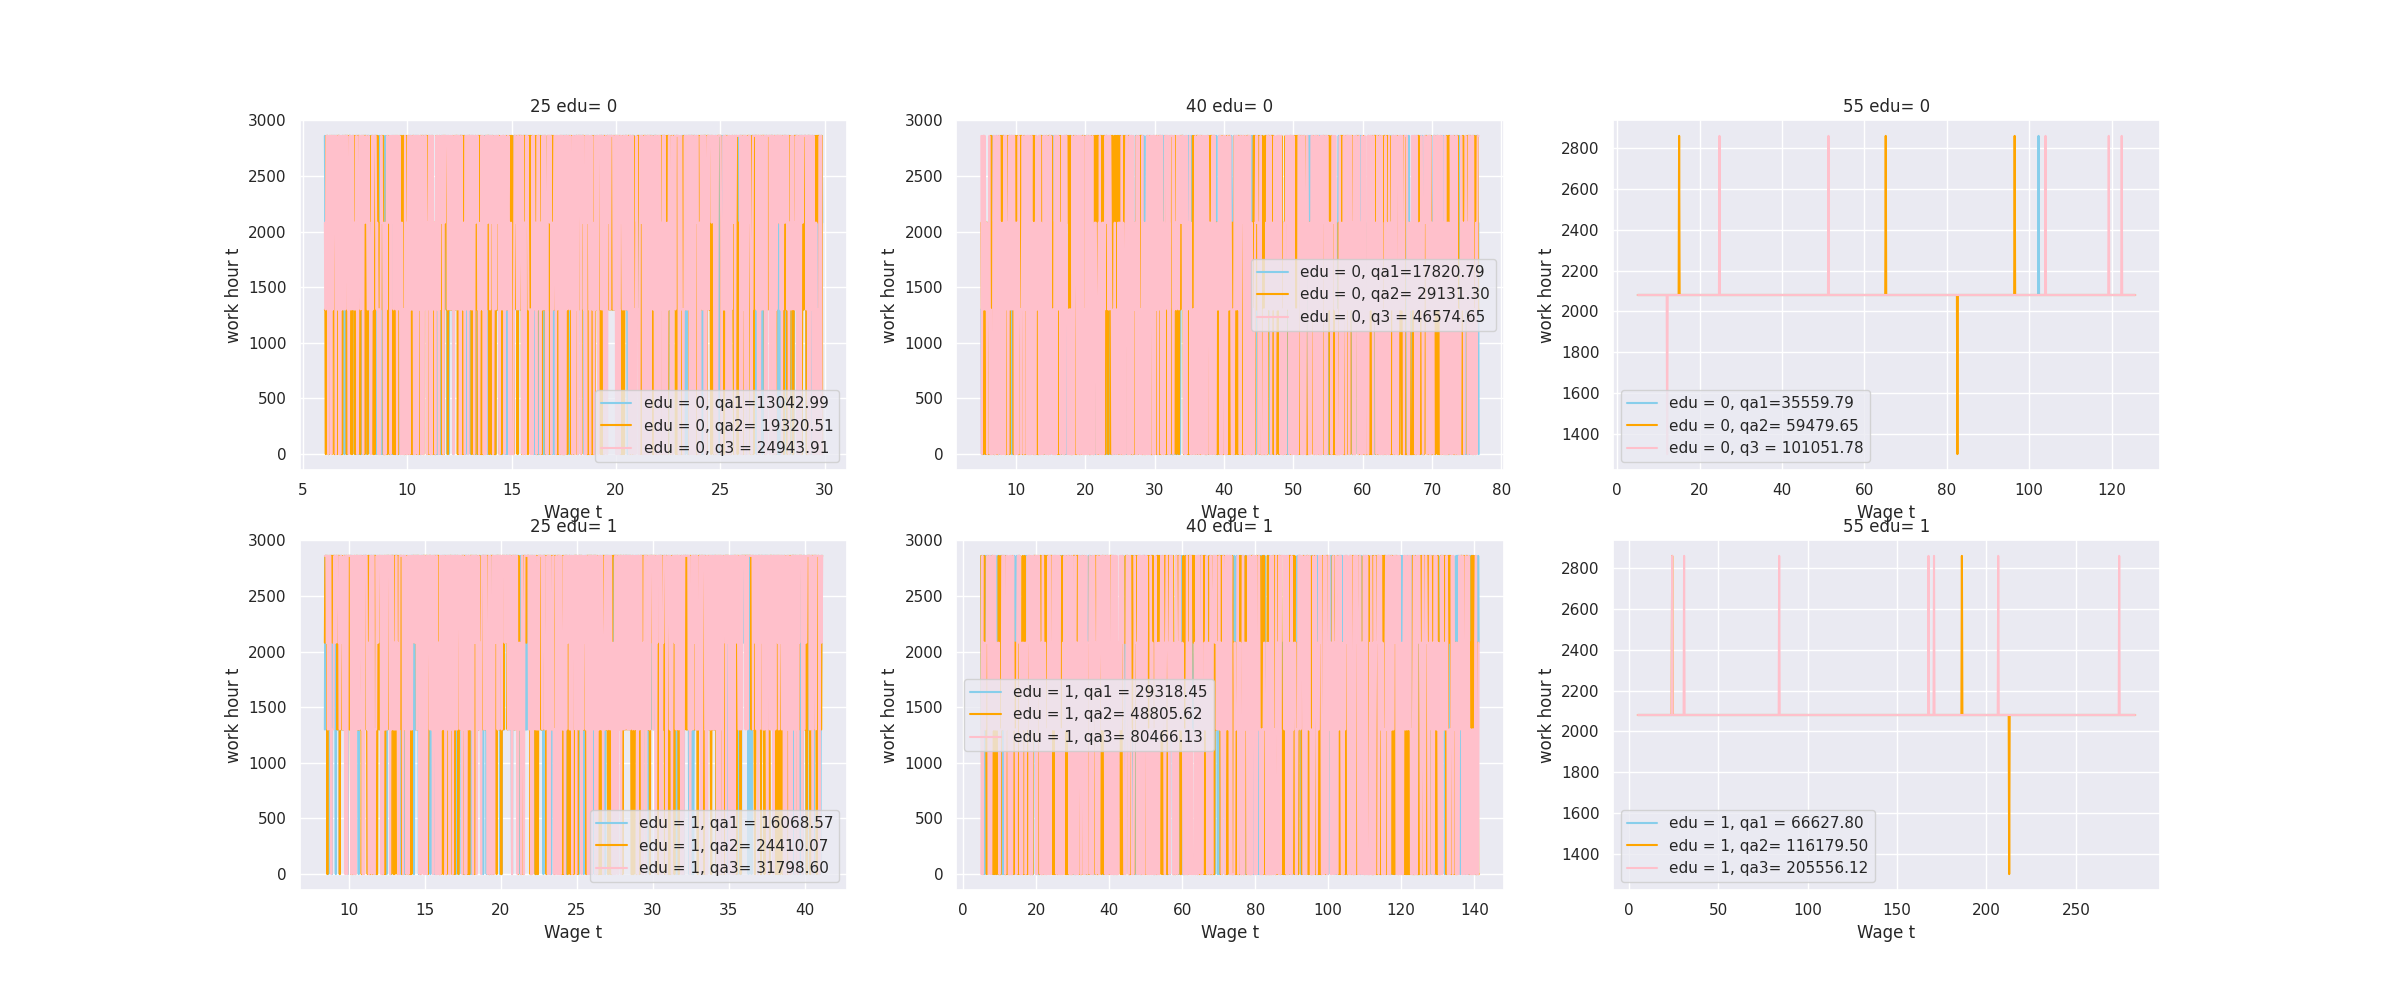 25 edu= 0
3000
2500
2000
1500
1000
500
0
work hour t
edu = 0, qa1=13042.99
edu = 0, qa2= 19320.51
edu = 0, q3 = 24943.91
5 10 15 20 25 30
Wage t
40 edu= 0
3000
2500
2000
1500
1000
500
0
work hour t
edu = 0, qa1=17820.79
edu = 0, qa2= 29131.30
edu = 0, q3 = 46574.65
10 20 30 40 50 60 70 80
Wage t
55 edu= 0
2800
2600
2400
2200
2000
1800
1600
1400
work hour t
edu = 0, qa1=35559.79
edu = 0, qa2= 59479.65
edu = 0, q3 = 101051.78
0 20 40 60 80 100 120
Wage t
25 edu= 1
3000
2500
2000
1500
1000
500
0
work hour t
edu = 1, qa1 = 16068.57
edu = 1, qa2= 24410.07
edu = 1, qa3= 31798.60
10 15 20 25 30 35 40
Wage t
40 edu= 1
3000
2500
2000
1500
1000
500
0
work hour t
edu = 1, qa1 = 29318.45
edu = 1, qa2= 48805.62
edu = 1, qa3= 80466.13
0 20 40 60 80 100 120 140
Wage t
55 edu= 1
2800
2600
2400
2200
2000
1800
1600
1400
work hour t
edu = 1, qa1 = 66627.80
edu = 1, qa2= 116179.50
edu = 1, qa3= 205556.12
0 50 100 150 200 250
Wage t